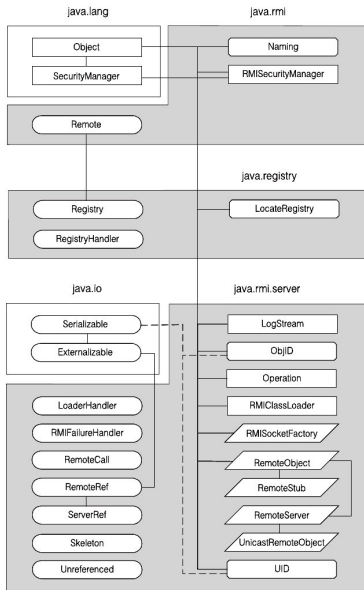 java.lang
java.rmi
Object
Naming
SecurityManager
RMISecurityManager
Remote
java.registry
Registry
LocateRegistry
RegistryHandler
java.io
java.rmi.server
Serializable
LogStream
Externalizable
ObjID
Operation
LoaderHandler
RMIClassLoader
RMIFailureHandler
RMISocketFactory
RemoteCall
RemoteObject
RemoteRef
RemoteStub
ServerRef
RemoteServer
Skeleton
UnicastRemoteObject
Unreferenced
UID